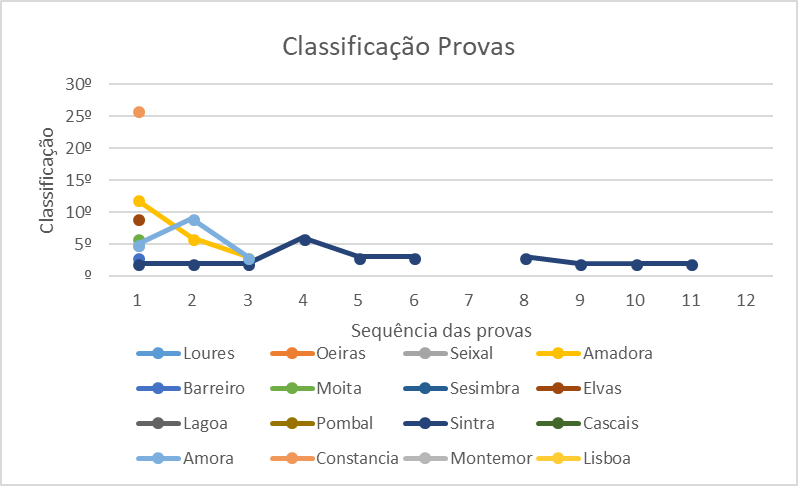 Classificação Provas
30º
25º
20º
15º
10º
5º
º
Classificação
1 2 3 4 5 6 7 8 9 10 11 12
Sequência das provas
Loures Oeiras Seixal Amadora
Barreiro Moita Sesimbra Elvas
Lagoa Pombal Sintra Cascais
Amora Constancia Montemor Lisboa